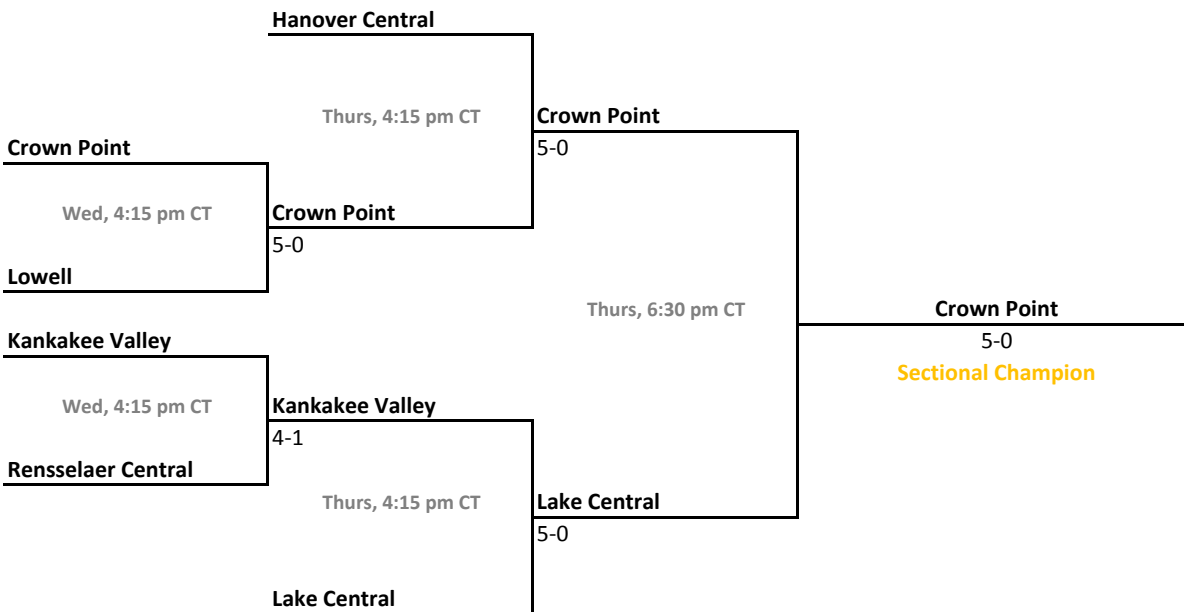 Hanover Central
Thurs, 4:15 pm CT
Crown Point
5-0
Crown Point
Wed, 4:15 pm CT
Crown Point
5-0
Lowell
Thurs, 6:30 pm CT
Crown Point
5-0
Sectional Champion
Kankakee Valley
Wed, 4:15 pm CT
Kankakee Valley
4-1
Rensselaer Central
Thurs, 4:15 pm CT
Lake Central
5-0
Lake Central